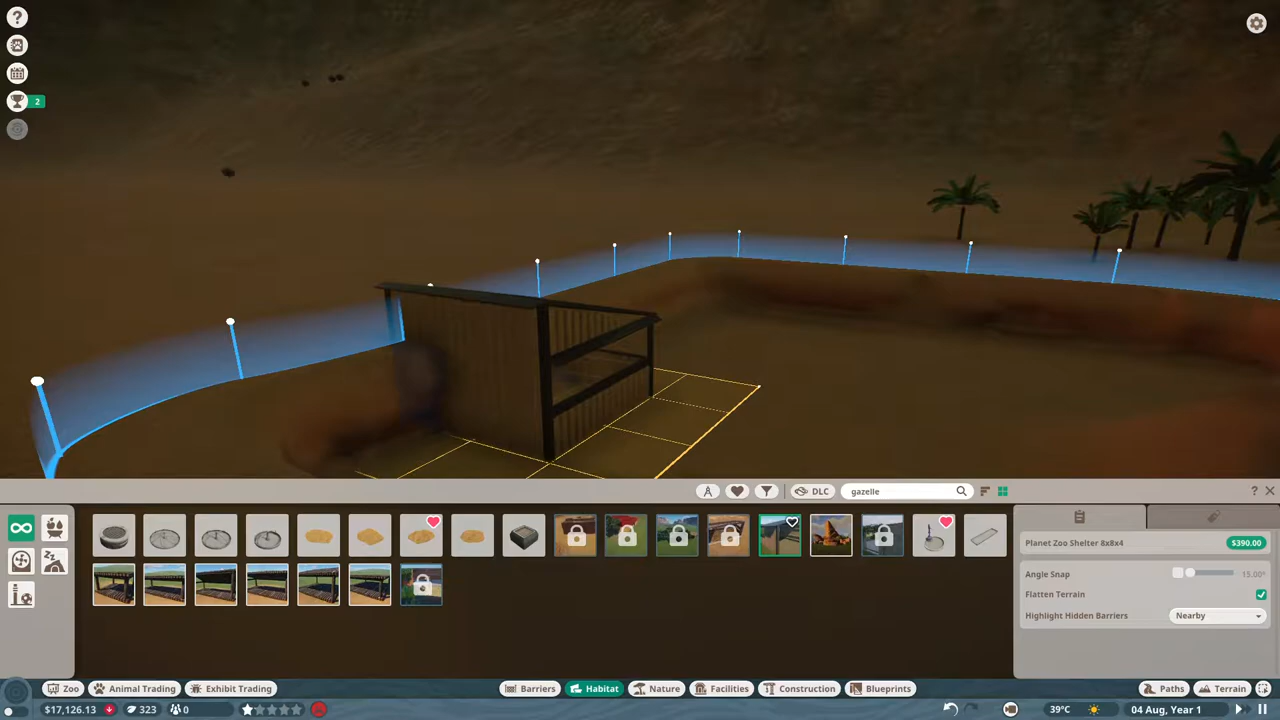 ?
2
DLC
gazelle
?
Planet Zoo Shelter 8x8x4 $390.00
Angle Snap 15.00°
Flatten Terrain
Highlight Hidden Barriers Nearby
Zoo Animal Trading Exhibit Trading Barriers Habitat Nature Facilities Construction Blueprints Paths Terrain
$17,126.13 323 0 39°C 04 Aug, Year 1